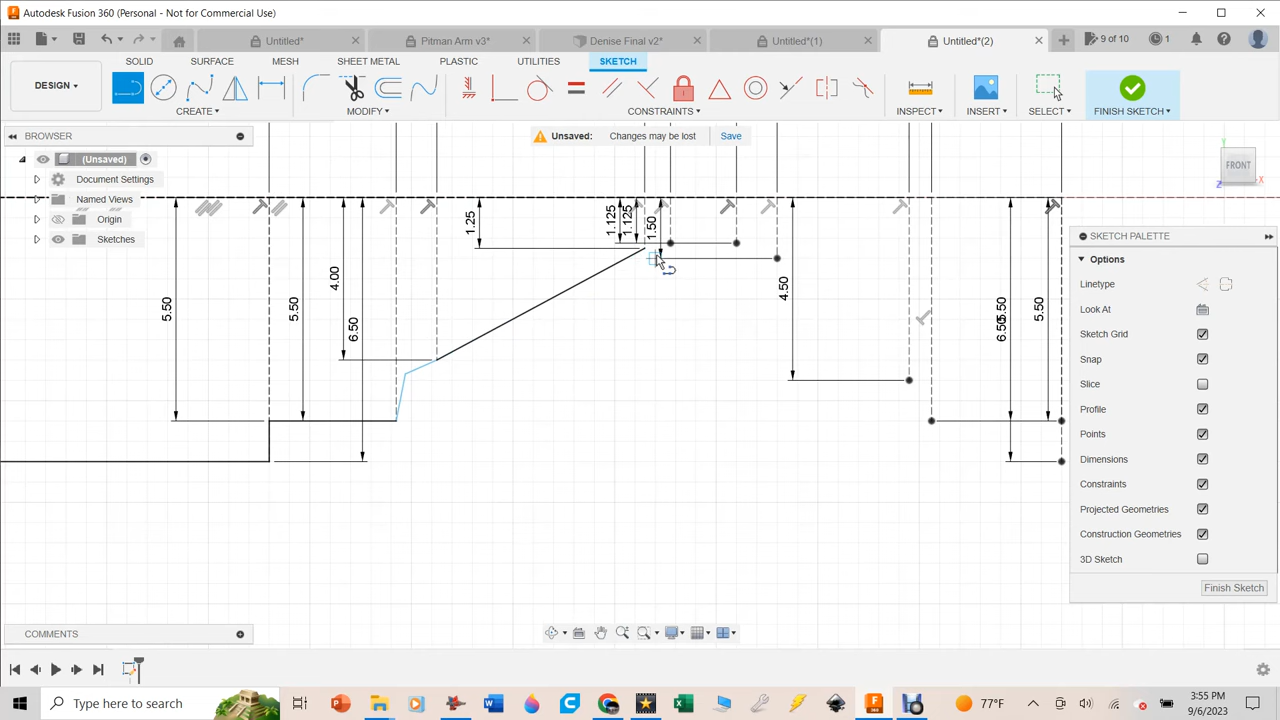 Autodesk Fusion 360 (Personal - Not for Commercial Use)
Untitled*
Pitman Arm v3*
Denise Final v2*
Untitled*(1)
Untitled*(2)
9 of 10
1
SOLID
SURFACE
MESH
SHEET METAL
PLASTIC
UTILITIES
SKETCH
DESIGN
CREATE
MODIFY
CONSTRAINTS
INSPECT
INSERT
SELECT
FINISH SKETCH
BROWSER
Unsaved:
Changes may be lost
Save
(Unsaved)
Document Settings
Named Views
Origin
Sketches
FRONT
Y
X
Z
5.50
5.50
4.00
6.50
1.25
1.125
1.125
1.50
4.50
5.50
6.50
5.50
SKETCH PALETTE
Options
Linetype
Look At
Sketch Grid
Snap
Slice
Profile
Points
Dimensions
Constraints
Projected Geometries
Construction Geometries
3D Sketch
Finish Sketch
COMMENTS
Type here to search
77°F
3:55 PM
9/6/2023